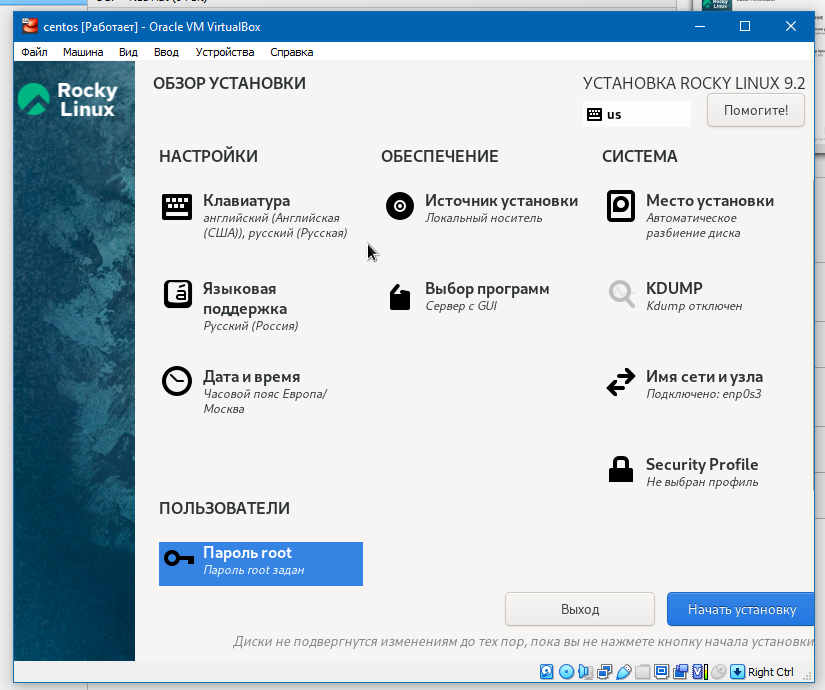 centos [Работает] - Oracle VM VirtualBox
Файл Машина Вид Ввод Устройства Справка
Rocky
Linux
ОБЗОР УСТАНОВКИ
УСТАНОВКА ROCKY LINUX 9.2
us
Помогите!
НАСТРОЙКИ
Клавиатура
английский (Английская
(США)), русский (Русская)
Языковая
поддержка
Русский (Россия)
Дата и время
Часовой пояс Европа/
Москва
ОБЕСПЕЧЕНИЕ
Источник установки
Локальный носитель
Выбор программ
Сервер с GUI
СИСТЕМА
Место установки
Автоматическое
разбиение диска
KDUMP
Kdump отключен
Имя сети и узла
Подключено: enp0s3
Security Profile
Не выбран профиль
ПОЛЬЗОВАТЕЛИ
Пароль root
Пароль root задан
Выход
Начать установку
Диски не подвергнутся изменениям до тех пор, пока вы не нажмете кнопку начала установки
Right Ctrl